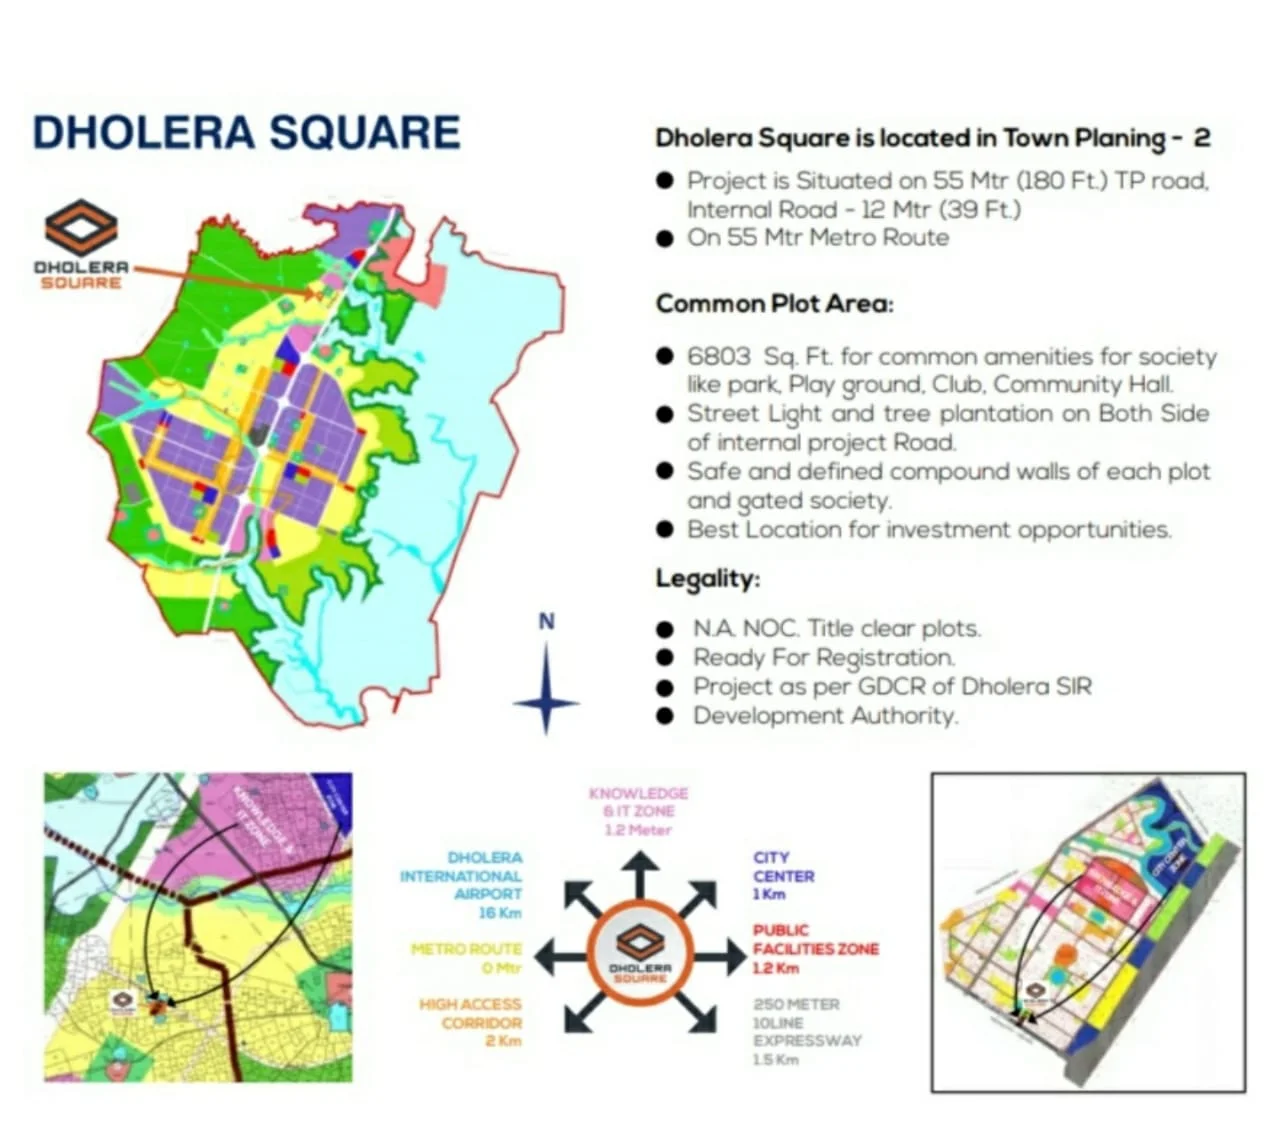 DHOLERA SQUARE
DHOLERA
SQUARE
N
Dholera Square is located in Town Planing - 2
● Project is Situated on 55 Mtr (180 Ft.) TP road,
Internal Road - 12 Mtr (39 Ft.)
● On 55 Mtr Metro Route
Common Plot Area:
● 6803 Sq. Ft. for common amenities for society
like park, Play ground, Club, Community Hall.
● Street Light and tree plantation on Both Side
of internal project Road.
● Safe and defined compound walls of each plot
and gated society.
● Best Location for investment opportunities.
Legality:
● N.A. NOC. Title clear plots.
● Ready For Registration.
● Project as per GDCR of Dholera SIR
● Development Authority.
KNOWLEDGE &
IT ZONE
KNOWLEDGE
& IT ZONE
1.2 Meter
DHOLERA
INTERNATIONAL
AIRPORT
16 Km
METRO ROUTE
0 Mtr
HIGH ACCESS
CORRIDOR
2 Km
DHOLERA
SQUARE
CITY
CENTER
1 Km
PUBLIC
FACILITIES ZONE
1.2 Km
250 METER
10LINE
EXPRESSWAY
1.5 Km